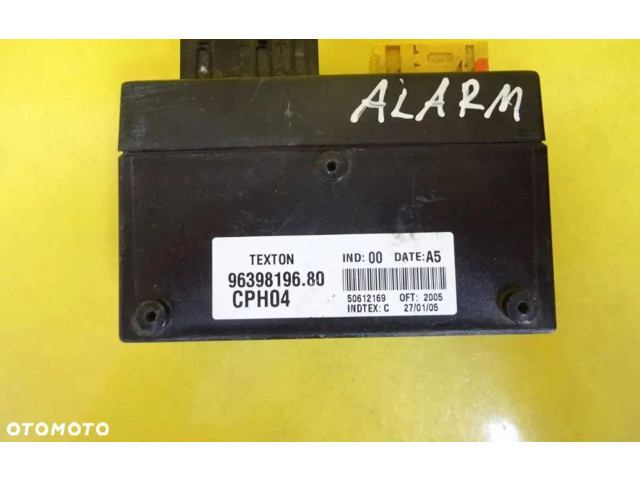 ALARM
TEXTON IND: 00 DATE: A5
96398196.80
CPH04
50612169 OFT: 2005
INDTEX: C 27/01/05
OTOMOTO